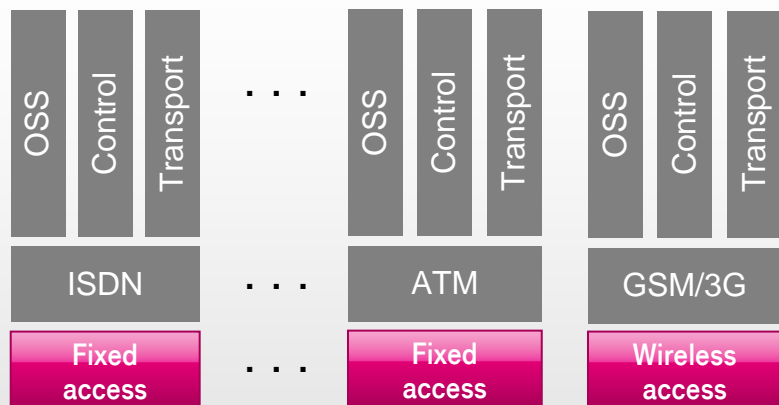 OSS Control Transport . . . OSS Control Transport OSS Control Transport
ISDN . . . ATM GSM/3G
Fixed access . . . Fixed access Wireless access